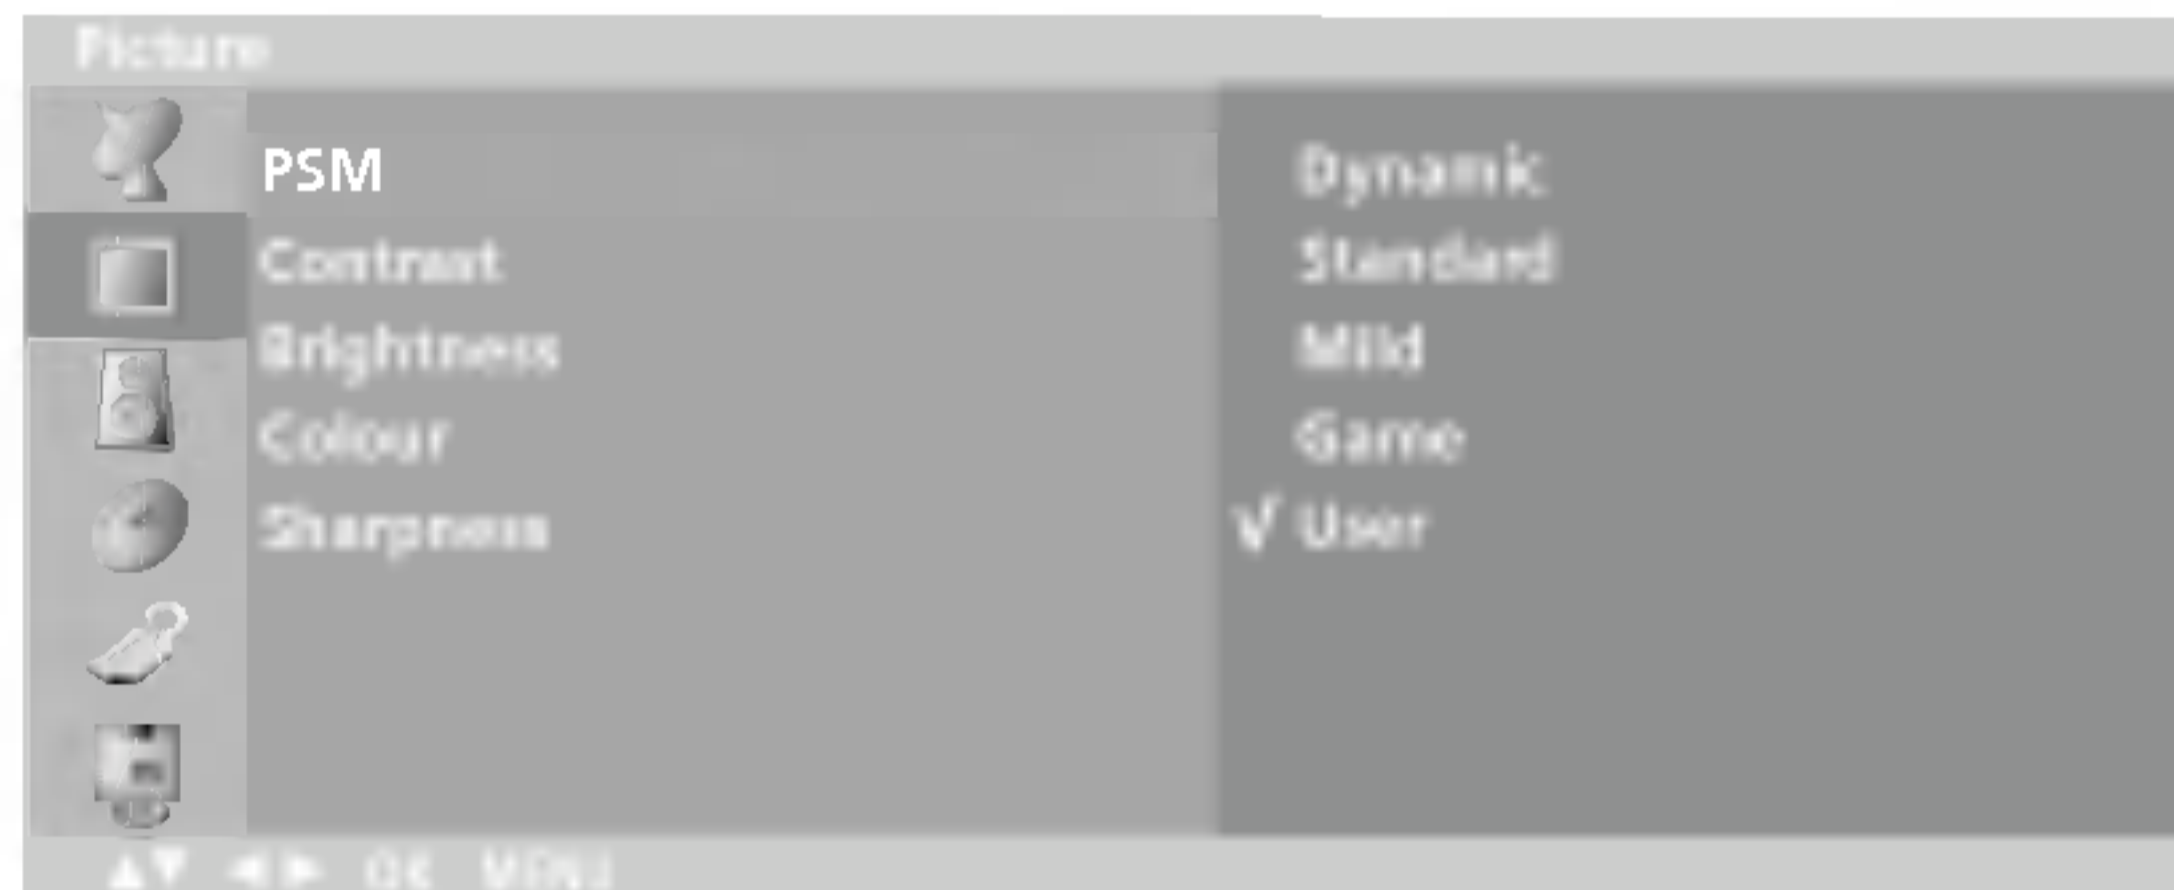 Picture
PSM
Contrast
Brightness
Colour
Sharpness
Dynamic
Standard
Mild
Game
√ User
▲▼ ◀▶ OK MENU